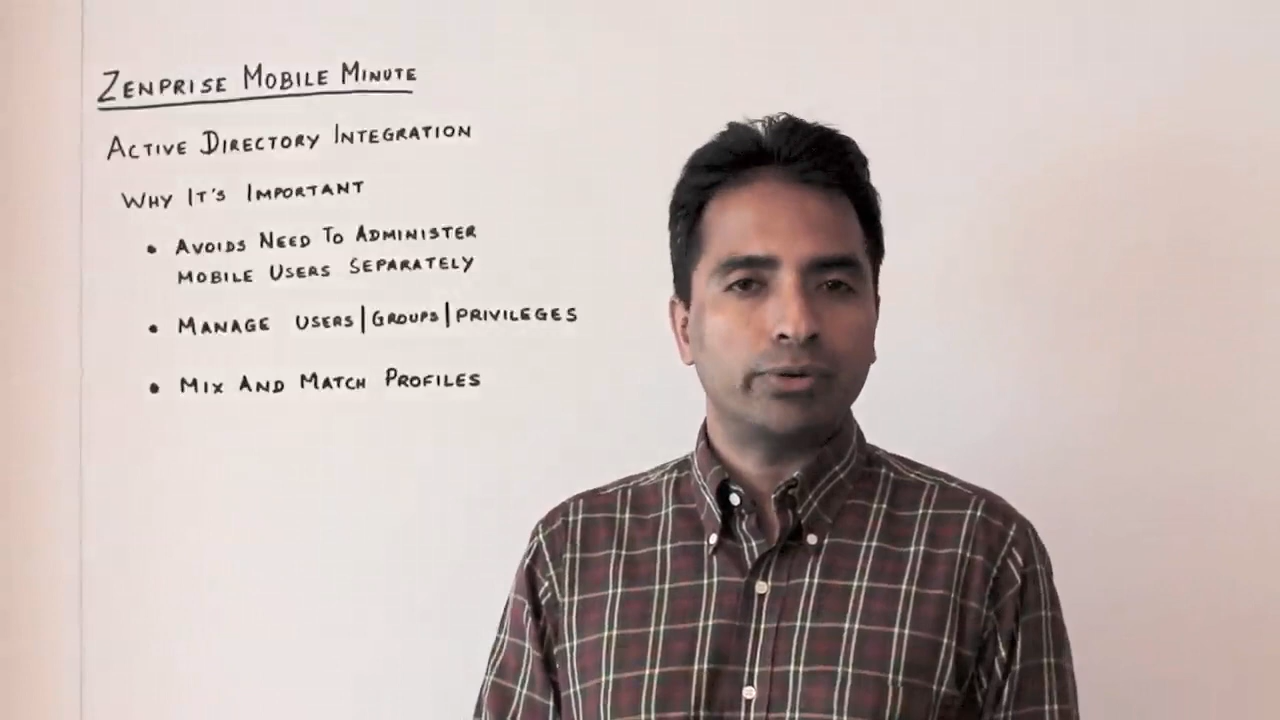 ZENPRISE MOBILE MINUTE
ACTIVE DIRECTORY INTEGRATION
WHY IT'S IMPORTANT
• AVOIDS NEED TO ADMINISTER
MOBILE USERS SEPARATELY
• MANAGE USERS|GROUPS|PRIVILEGES
• MIX AND MATCH PROFILES